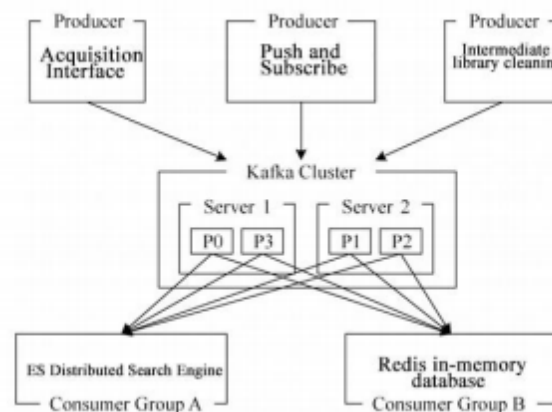 Producer
Producer
Producer
Acquisition
Interface
Push and
Subscribe
Intermediate
library cleanin
Kafka Cluster
Server 1
Server 2
P0
P3
P1
P2
ES Distributed Search Engine
Redis in-memory
database
Consumer Group A
Consumer Group B